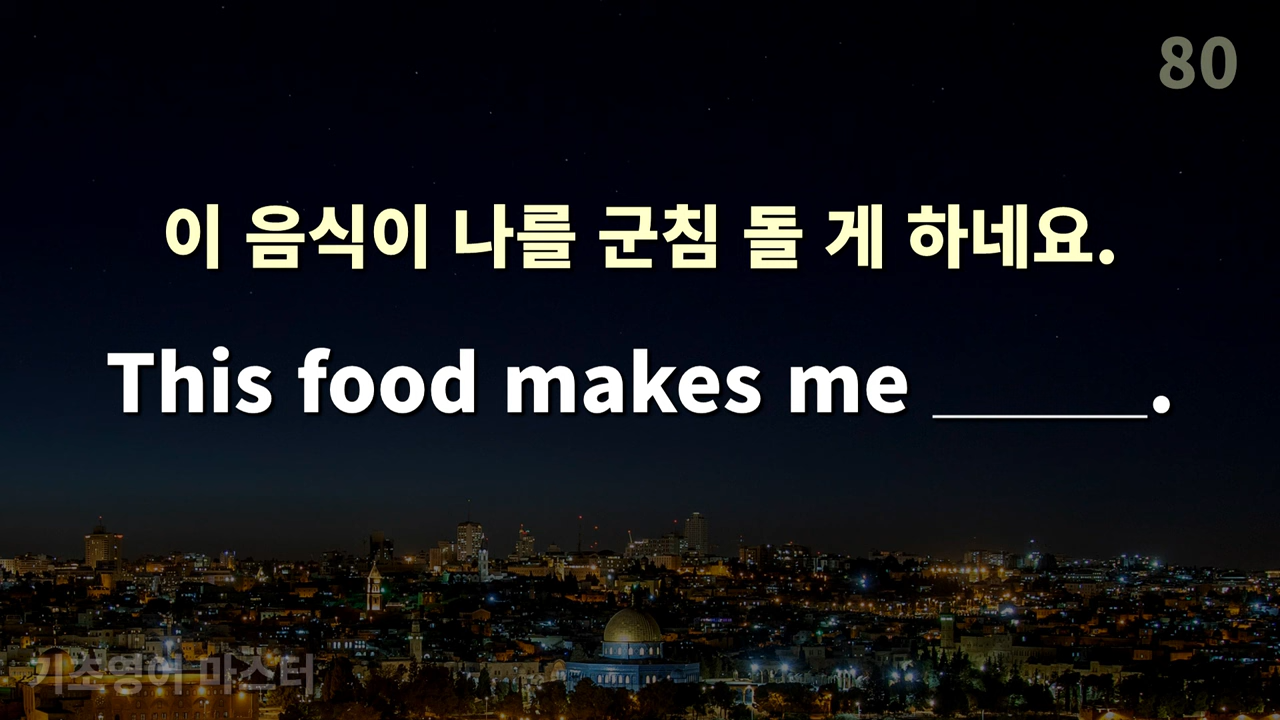 80
이 음식이 나를 군침 돌 게 하네요.
This food makes me _____.
기초영어 마스터